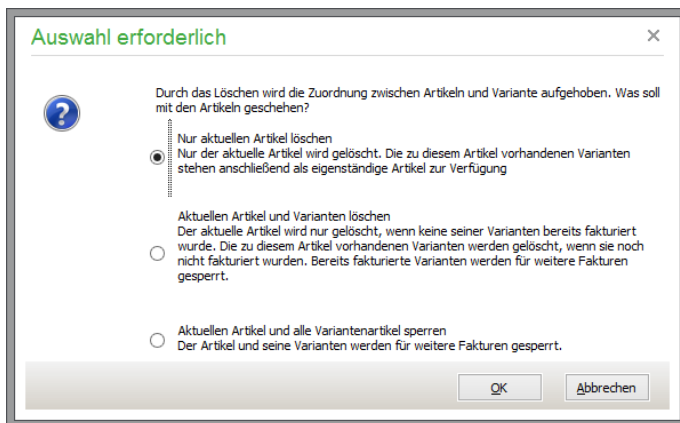 Auswahl erforderlich
Durch das Löschen wird die Zuordnung zwischen Artikeln und Variante aufgehoben. Was soll
mit den Artikeln geschehen?
Nur aktuellen Artikel löschen
Nur der aktuelle Artikel wird gelöscht. Die zu diesem Artikel vorhandenen Varianten
stehen anschließend als eigenständige Artikel zur Verfügung
Aktuellen Artikel und Varianten löschen
Der aktuelle Artikel wird nur gelöscht, wenn keine seiner Varianten bereits fakturiert
wurde. Die zu diesem Artikel vorhandenen Varianten werden gelöscht, wenn sie noch
nicht fakturiert wurden. Bereits fakturierte Varianten werden für weitere Fakturen
gesperrt.
Aktuellen Artikel und alle Variantenartikel sperren
Der Artikel und seine Varianten werden für weitere Fakturen gesperrt.
OK Abbrechen